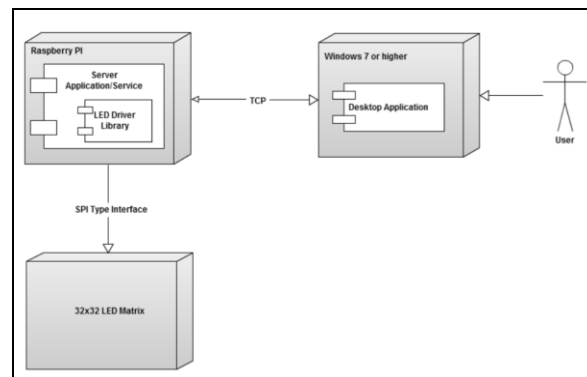 Raspberry PI
Server
Application/Service
LED Driver
Library
TCP
Windows 7 or higher
Desktop Application
User
SPI Type Interface
32x32 LED Matrix